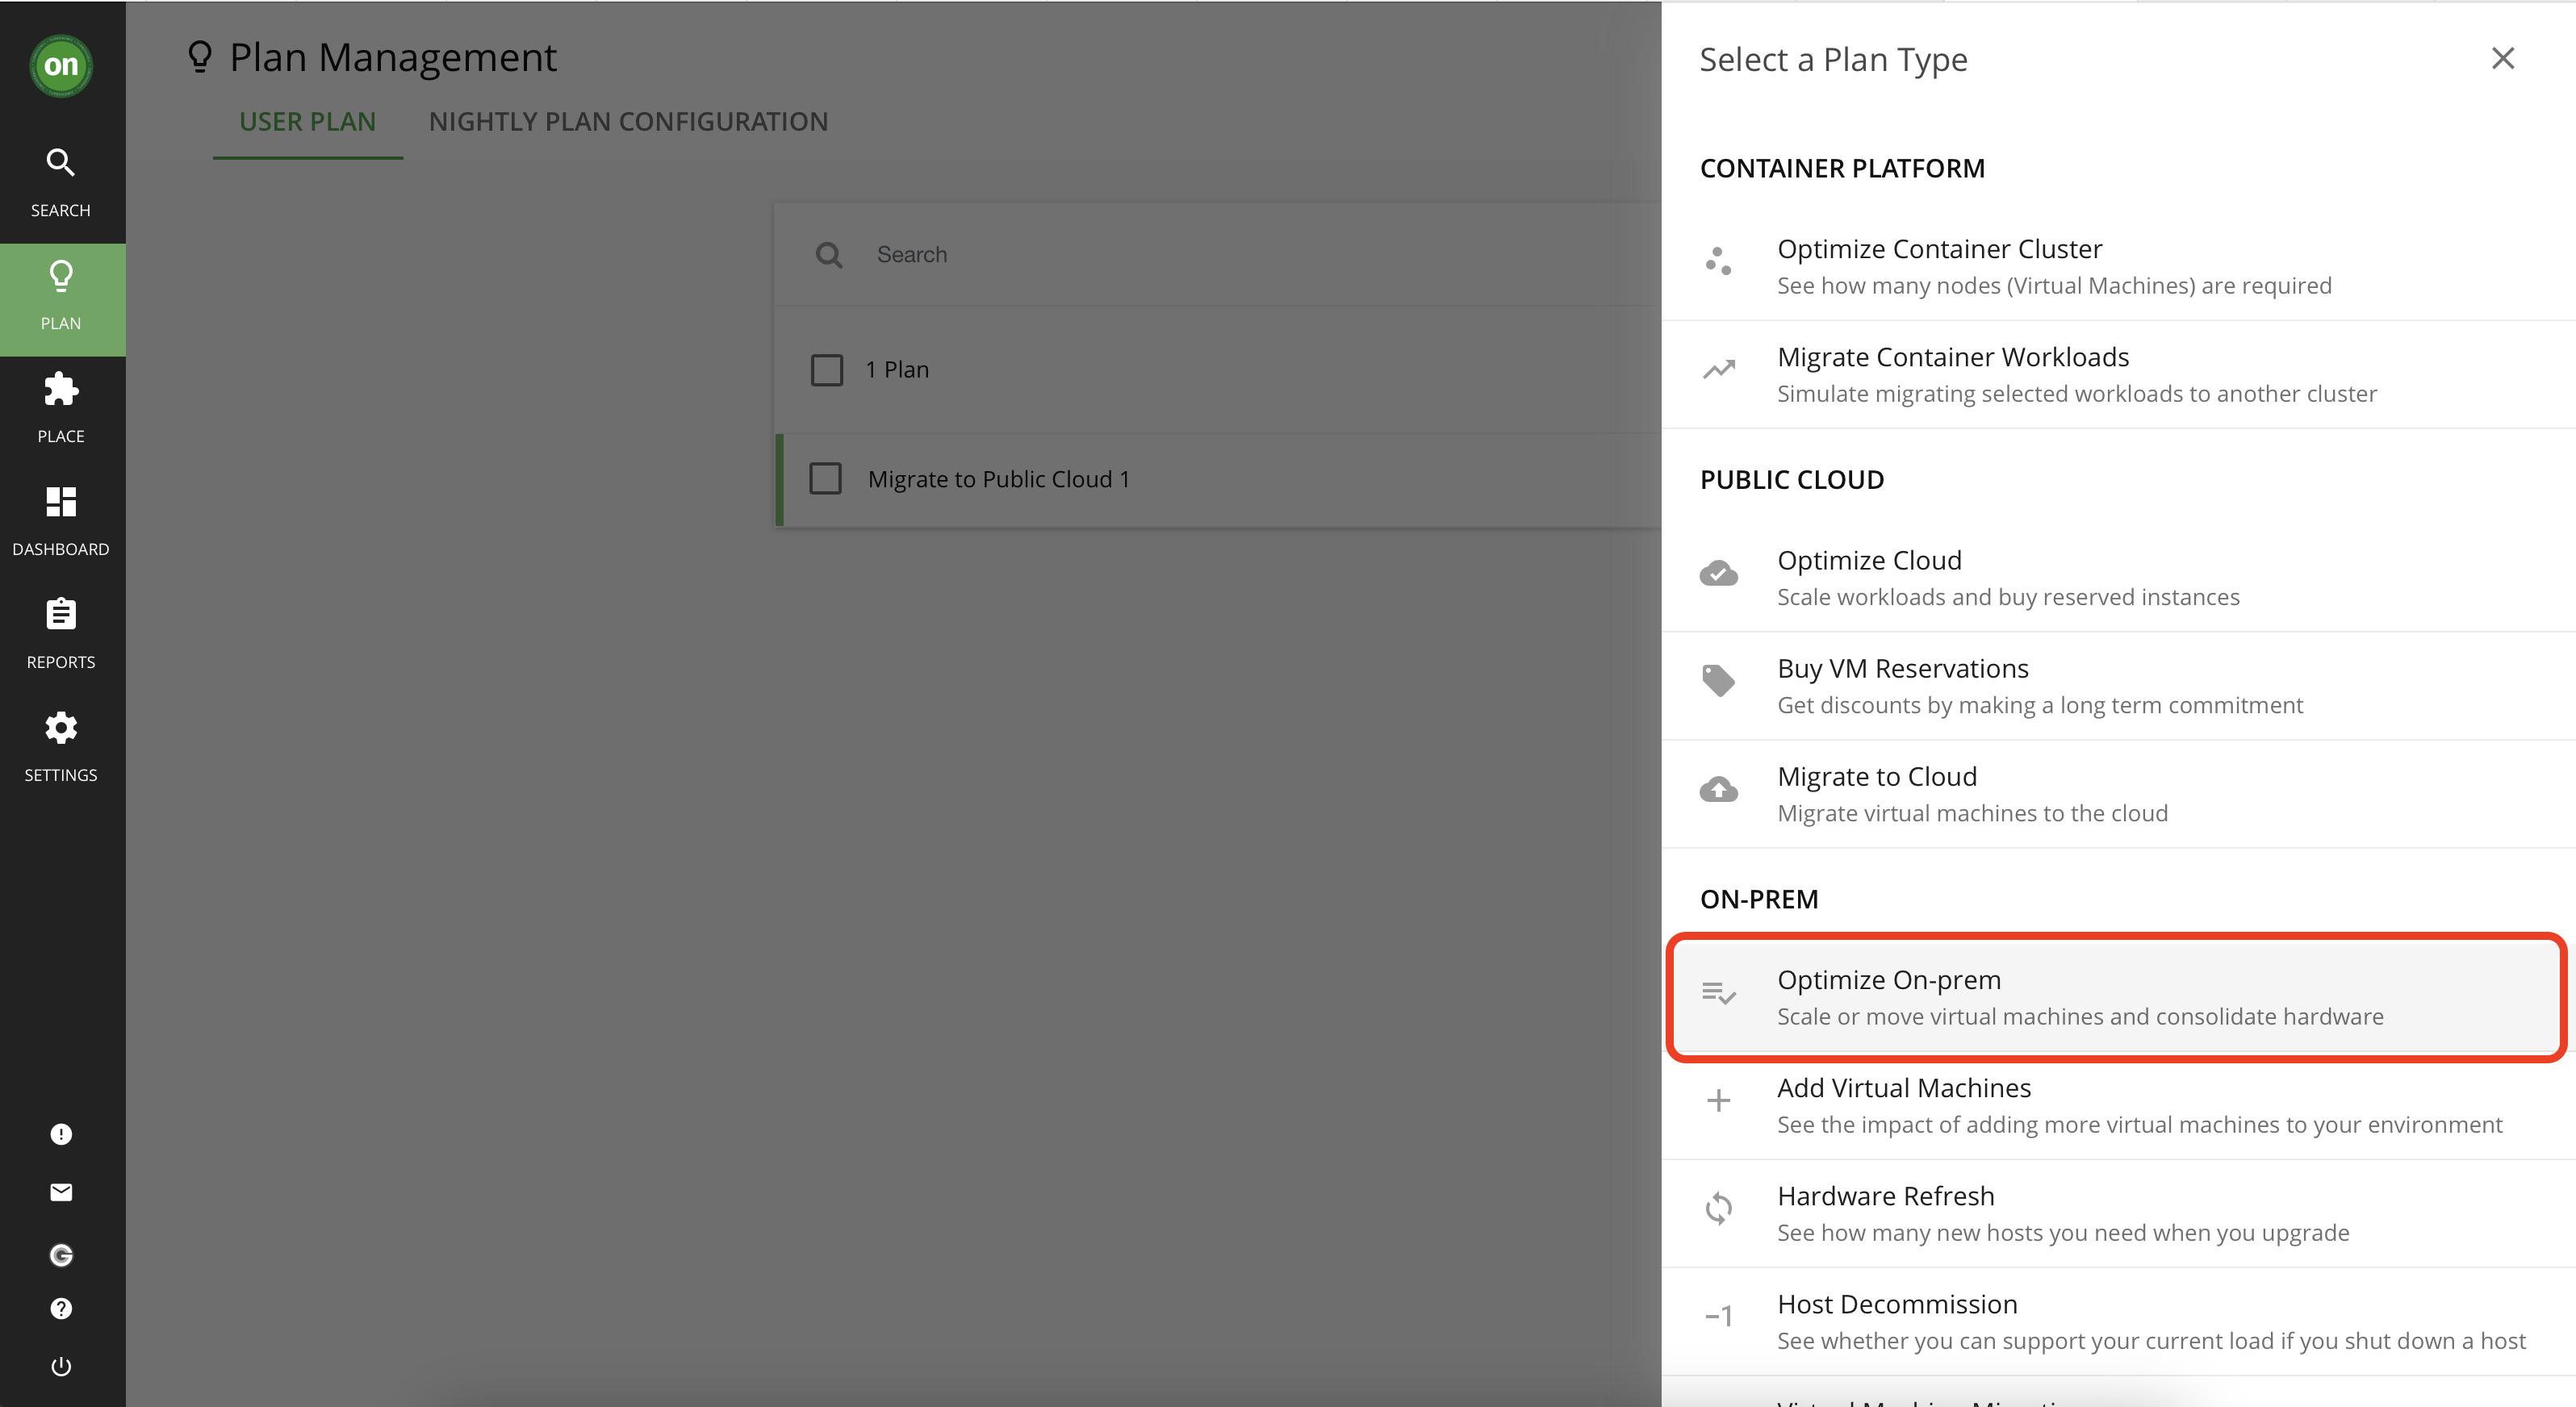 on
SEARCH
PLAN
PLACE
DASHBOARD
REPORTS
SETTINGS
Plan Management
USER PLAN
NIGHTLY PLAN CONFIGURATION
Search
1 Plan
Migrate to Public Cloud 1
Select a Plan Type
CONTAINER PLATFORM
Optimize Container Cluster
See how many nodes (Virtual Machines) are required
Migrate Container Workloads
Simulate migrating selected workloads to another cluster
PUBLIC CLOUD
Optimize Cloud
Scale workloads and buy reserved instances
Buy VM Reservations
Get discounts by making a long term commitment
Migrate to Cloud
Migrate virtual machines to the cloud
ON-PREM
Optimize On-prem
Scale or move virtual machines and consolidate hardware
Add Virtual Machines
See the impact of adding more virtual machines to your environment
Hardware Refresh
See how many new hosts you need when you upgrade
−1
Host Decommission
See whether you can support your current load if you shut down a host